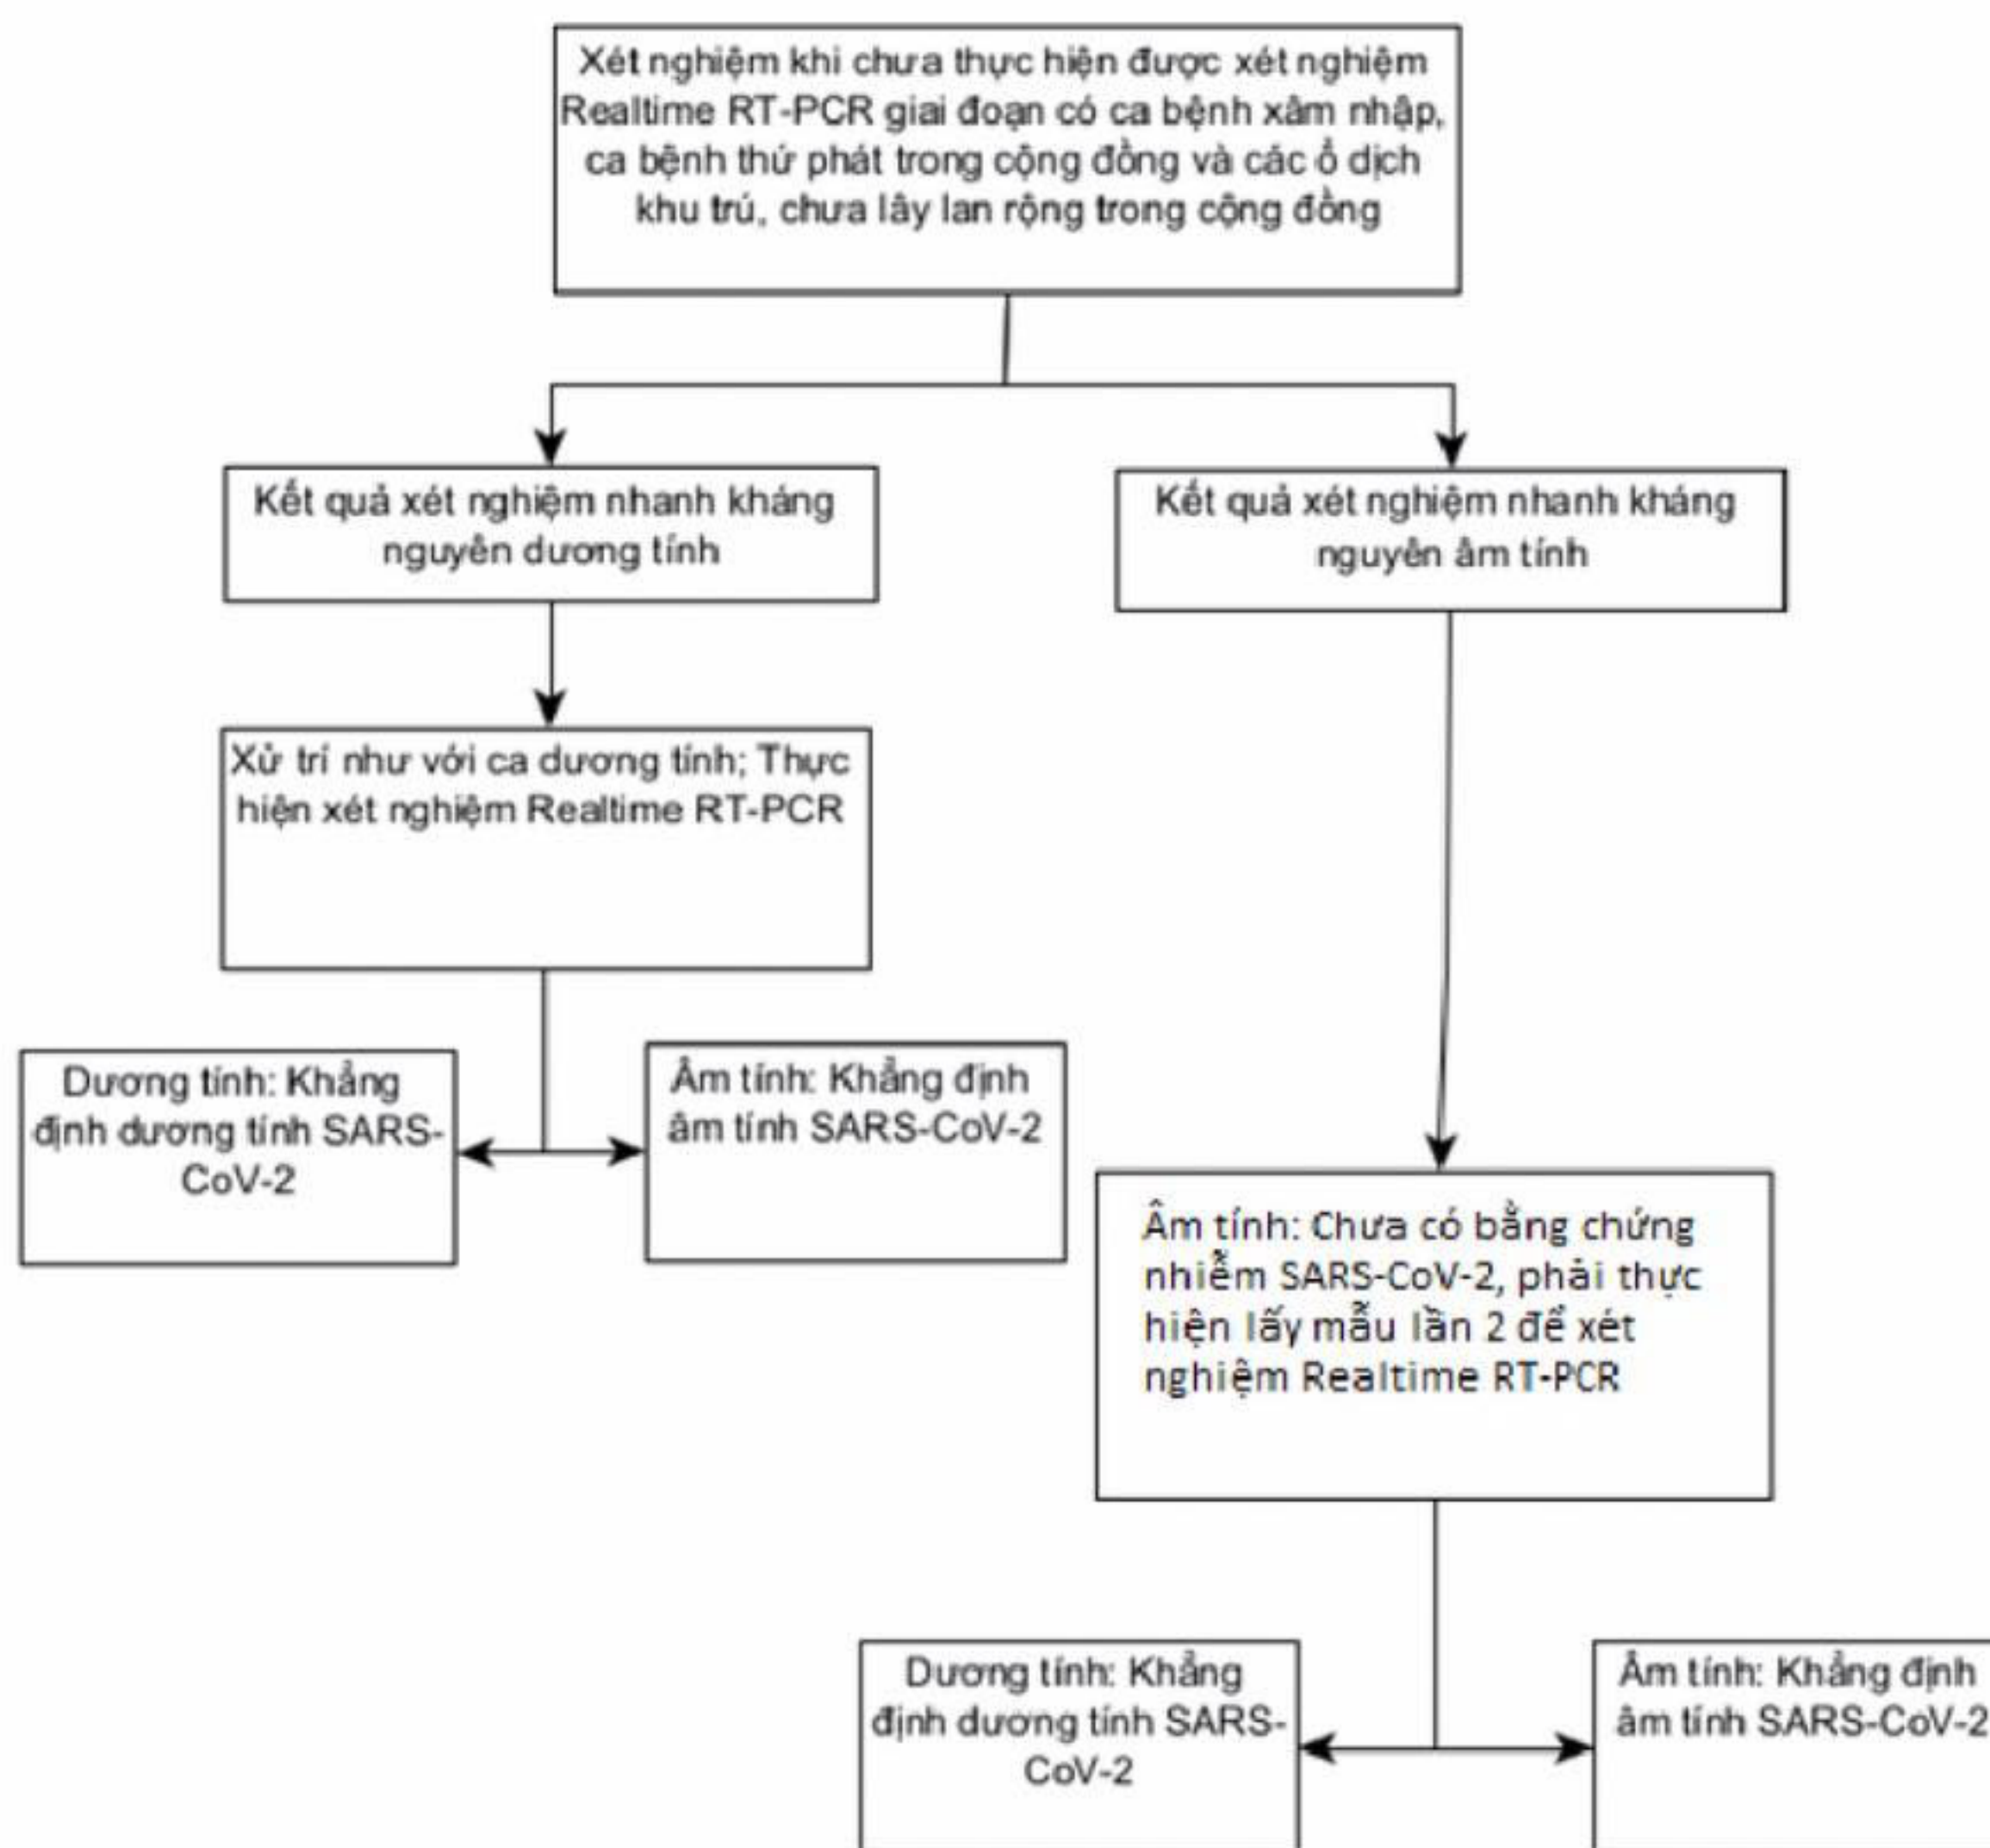 Xét nghiệm khi chưa thực hiện được xét nghiệm
Realtime RT-PCR giai đoạn có ca bệnh xâm nhập,
ca bệnh thứ phát trong cộng đồng và các ổ dịch
khu trú, chưa lây lan rộng trong cộng đồng
Kết quả xét nghiệm nhanh kháng
nguyên dương tính
Kết quả xét nghiệm nhanh kháng
nguyên âm tính
Xử trí như với ca dương tính; Thực
hiện xét nghiệm Realtime RT-PCR
Dương tính: Khẳng
định dương tính SARS-
CoV-2
Âm tính: Khẳng định
âm tính SARS-CoV-2
Âm tính: Chưa có bằng chứng
nhiễm SARS-CoV-2, phải thực
hiện lấy mẫu lần 2 để xét
nghiệm Realtime RT-PCR
Dương tính: Khẳng
định dương tính SARS-
CoV-2
Âm tính: Khẳng định
âm tính SARS-CoV-2